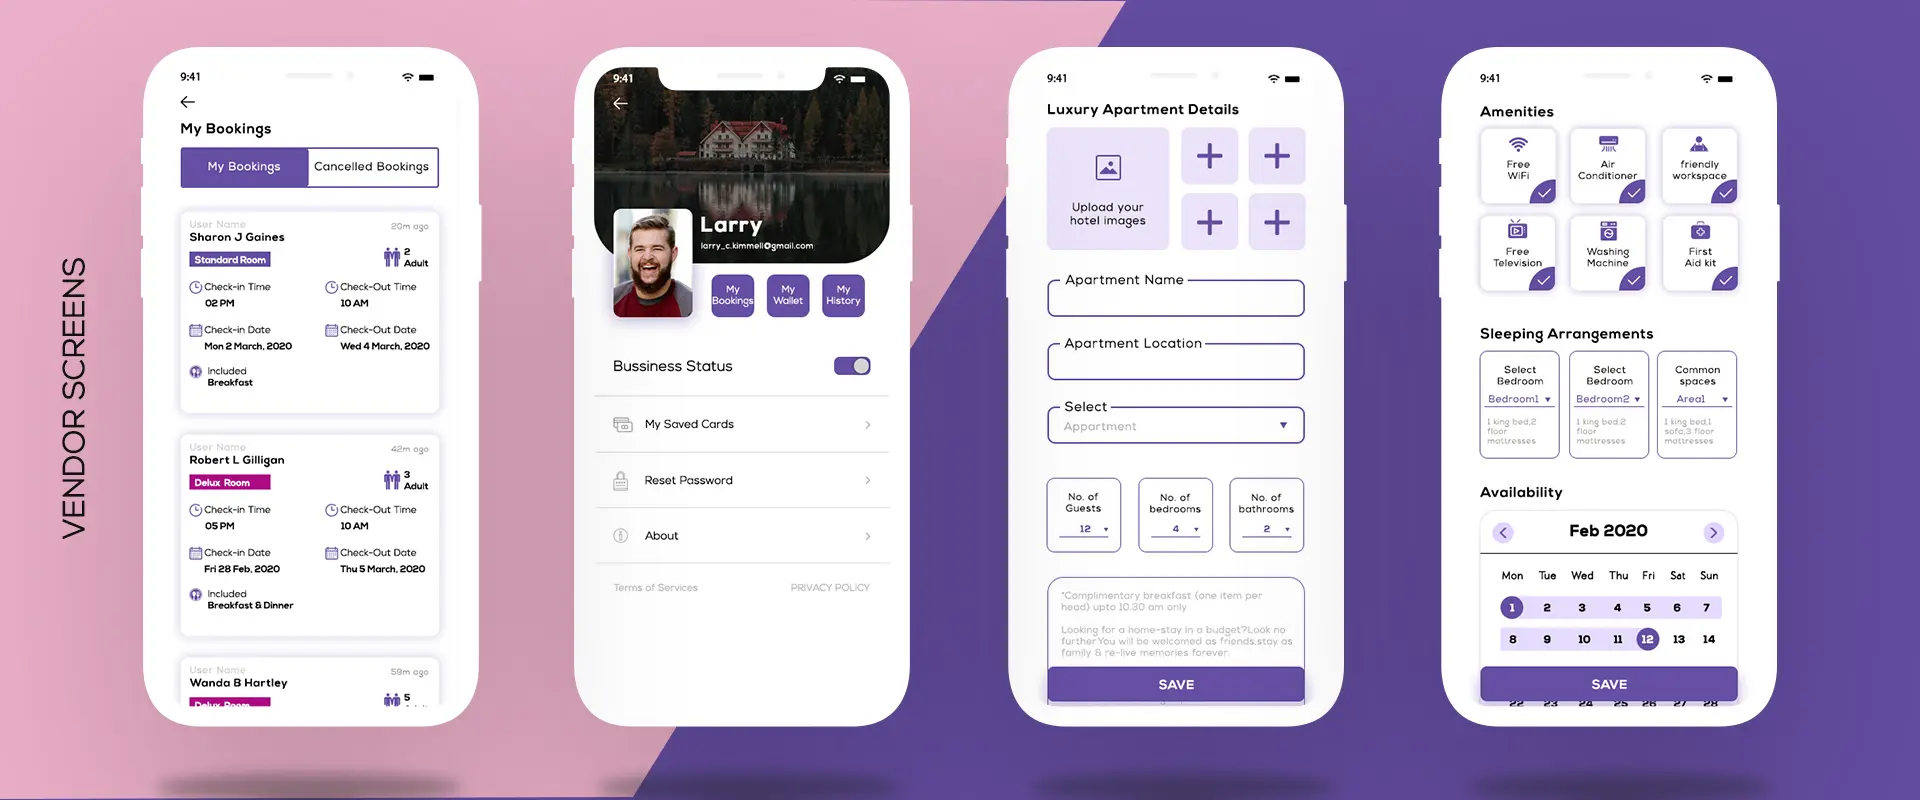 VENDOR SCREENS
9:41
My Bookings
My Bookings
Cancelled Bookings
User Name
20m ago
Sharon J Gaines
Standard Room
2
Adult
Check-in Time
02 PM
Check-Out Time
10 AM
Check-in Date
Mon 2 March, 2020
Check-Out Date
Wed 4 March, 2020
Included
Breakfast
User Name
42m ago
Robert L Gilligan
Delux Room
3
Adult
Check-in Time
05 PM
Check-Out Time
10 AM
Check-in Date
Fri 28 Feb, 2020
Check-Out Date
Thu 5 March, 2020
Included
Breakfast & Dinner
User Name
59m ago
Wanda B Hartley
Delux Room
5
Adult
9:41
Larry
larry_c.kimmell@gmail.com
My
Bookings
My
Wallet
My
History
Bussiness Status
My Saved Cards
Reset Password
About
Terms of Services
PRIVACY POLICY
9:41
Luxury Apartment Details
Upload your
hotel images
Apartment Name
Apartment Location
Select
Appartment
No. of
Guests
12
No. of
bedrooms
4
No. of
bathrooms
2
*Complimentary breakfast (one item per
head) upto 10.30 am only
Looking for a home-stay in a budget?Look no
further.You will be welcomed as friends,stay as
family & re-live memories forever.
SAVE
9:41
Amenities
Free
WiFi
Air
Conditioner
friendly
workspace
Free
Television
Washing
Machine
First
Aid kit
Sleeping Arrangements
Select
Bedroom
Bedroom1
1 king bed,2
floor
mattresses
Select
Bedroom
Bedroom2
1 king bed,2
floor
mattresses
Common
spaces
Area1
1 king bed,1
sofa,3 floor
mattresses
Availability
Feb 2020
Mon Tue Wed Thu Fri Sat Sun
1 2 3 4 5 6 7
8 9 10 11 12 13 14
SAVE
22 23 24 25 26 27 28